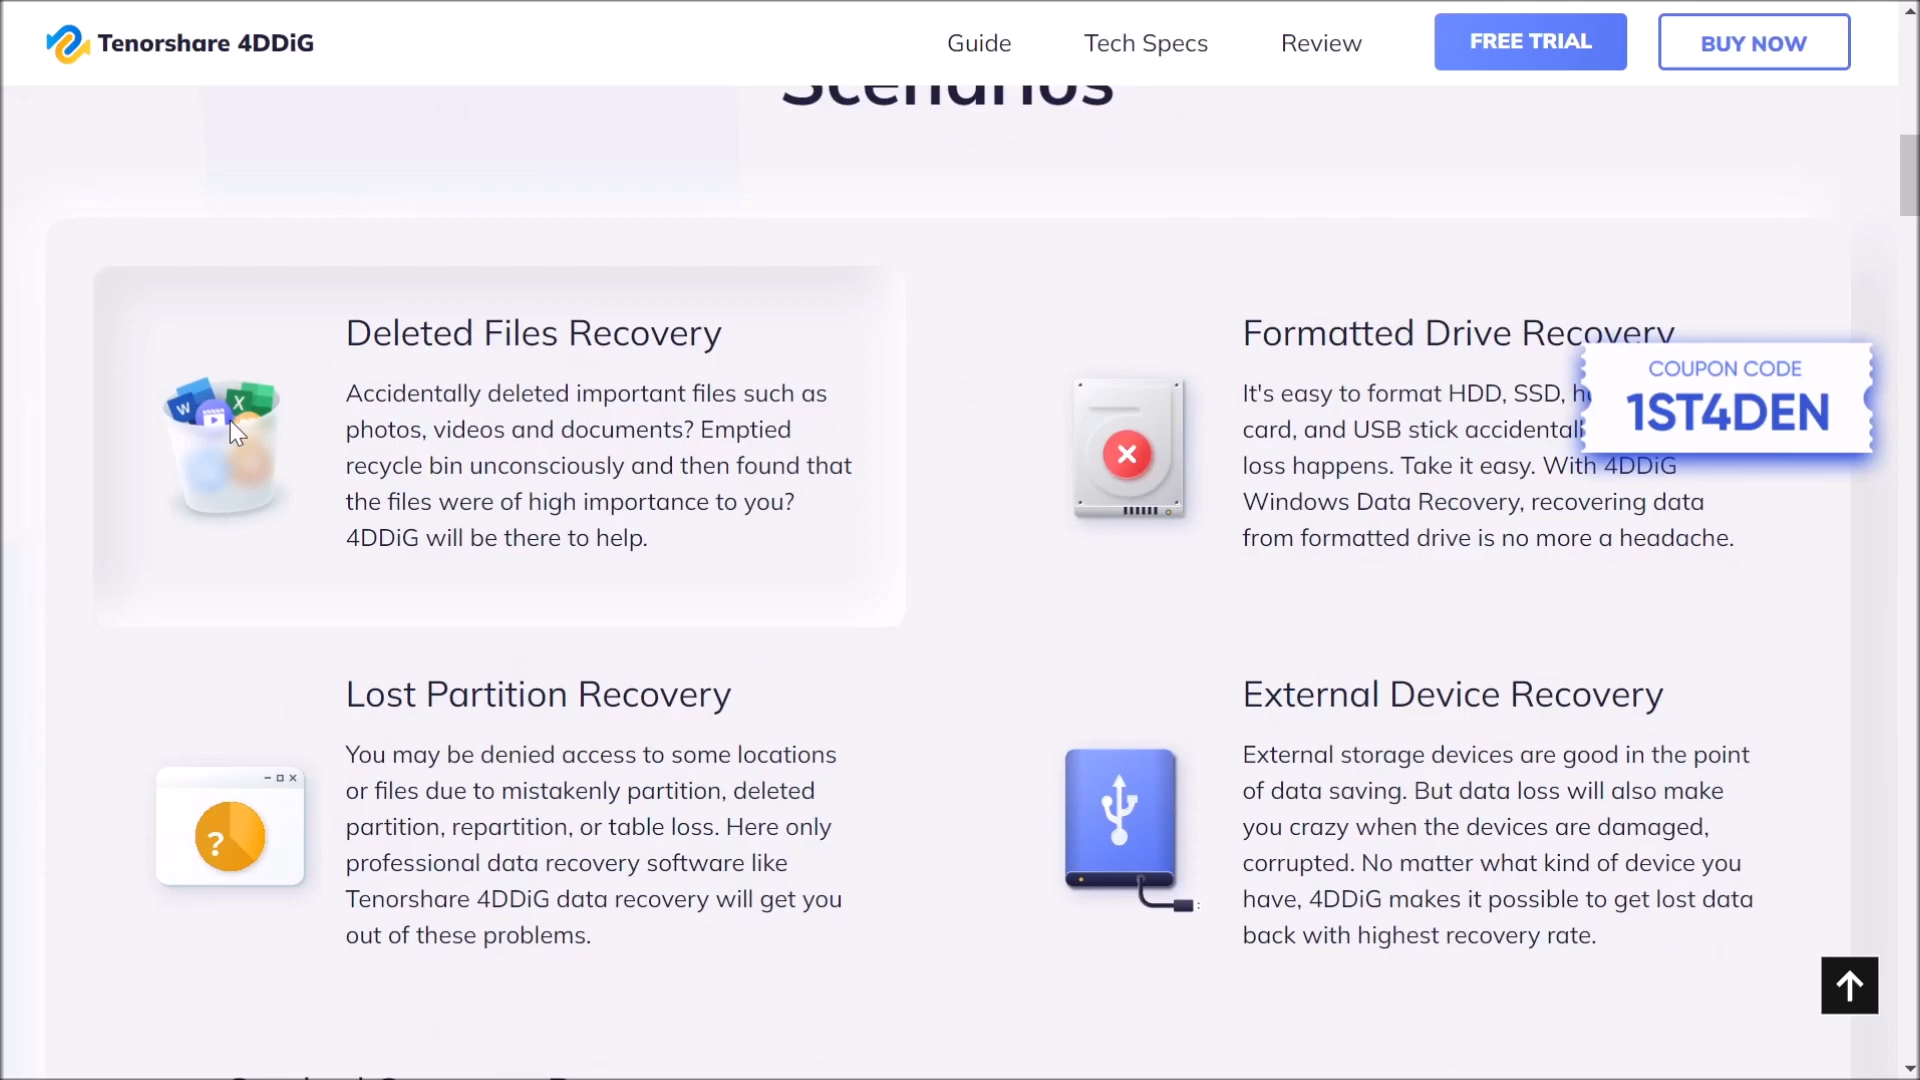 Tenorshare 4DDiG
Guide
Tech Specs
Review
FREE TRIAL
BUY NOW
Scenarios
Deleted Files Recovery
Accidentally deleted important files such as
photos, videos and documents? Emptied
recycle bin unconsciously and then found that
the files were of high importance to you?
4DDiG will be there to help.
Formatted Drive Recovery
It's easy to format HDD, SSD,
card, and USB stick
loss happens. Take it easy. With 4DDiG
Windows Data Recovery, recovering data
from formatted drive is no more a headache.
COUPON CODE
1ST4DEN
W
X
Lost Partition Recovery
You may be denied access to some locations
or files due to mistakenly partition, deleted
partition, repartition, or table loss. Here only
professional data recovery software like
Tenorshare 4DDiG data recovery will get you
out of these problems.
?
External Device Recovery
External storage devices are good in the point
of data saving. But data loss will also make
you crazy when the devices are damaged,
corrupted. No matter what kind of device you
have, 4DDiG makes it possible to get lost data
back with highest recovery rate.